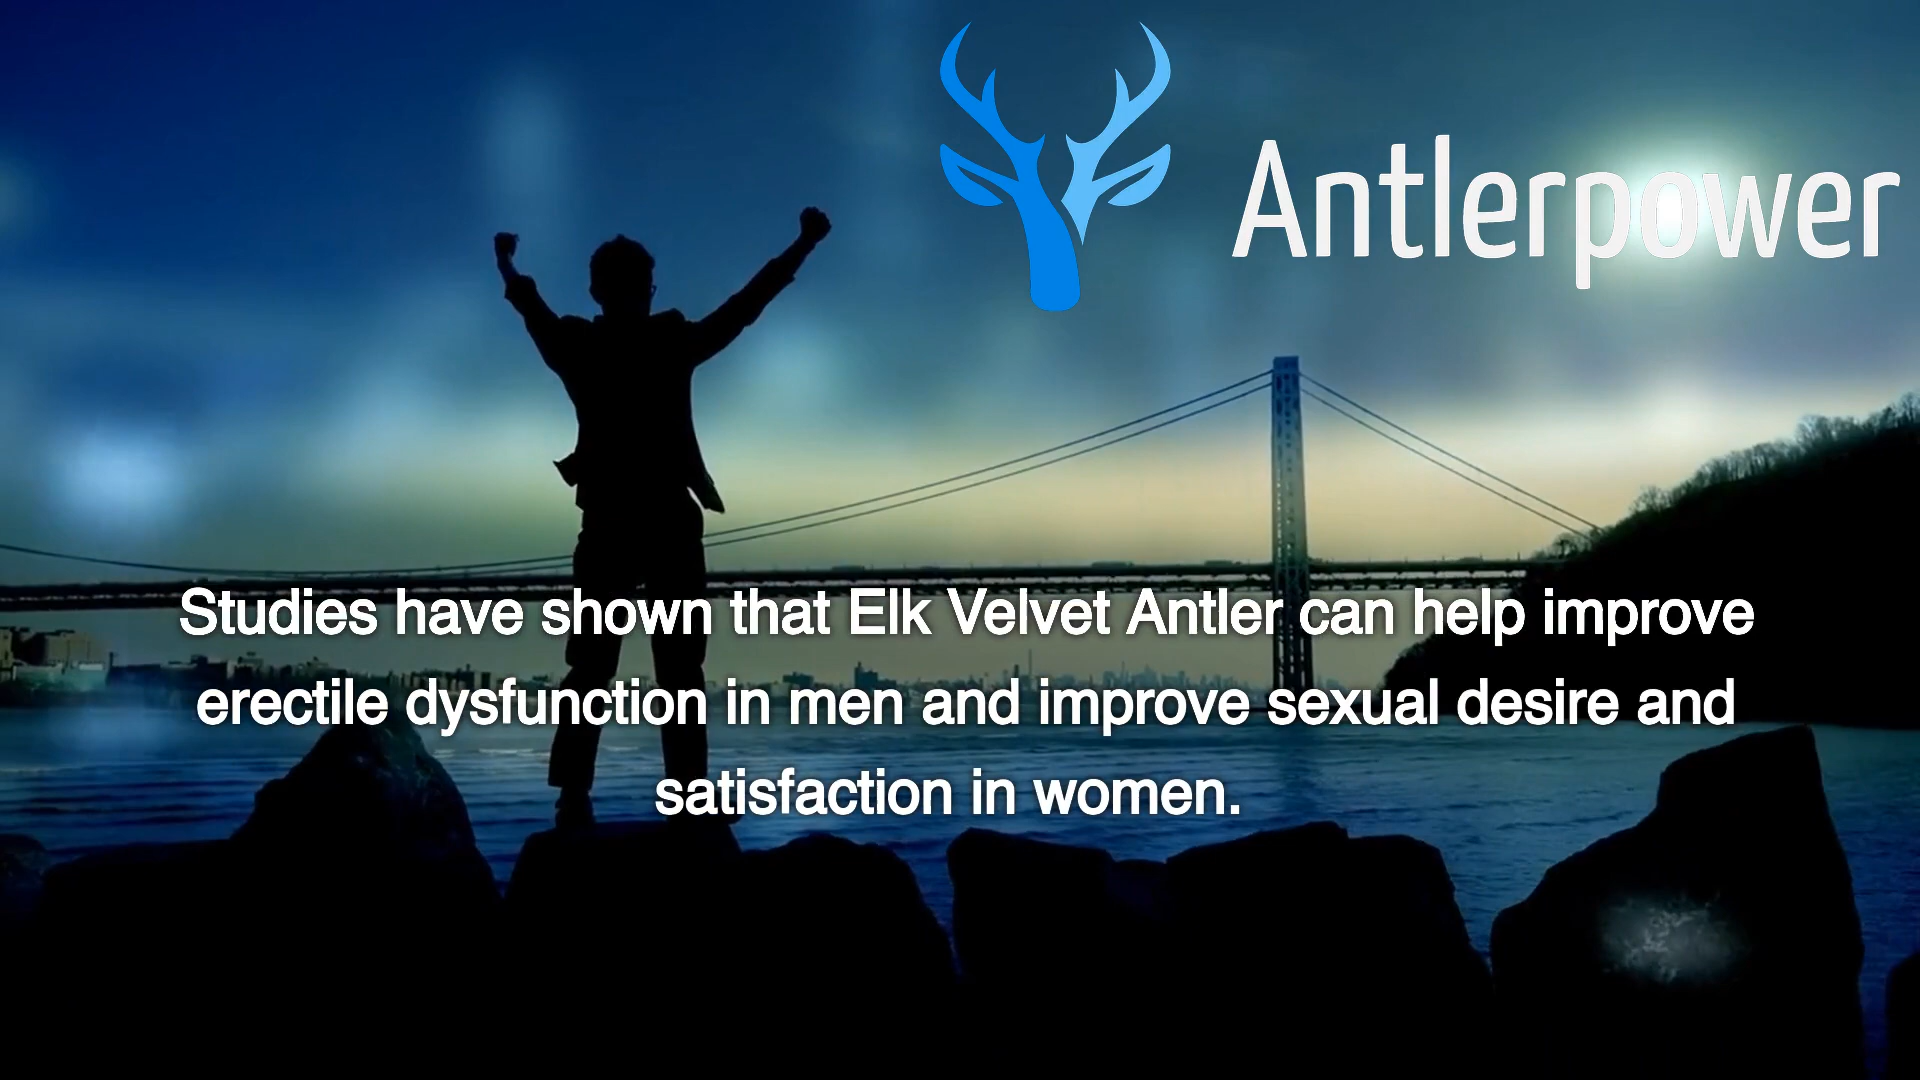 Antlerpower
Studies have shown that Elk Velvet Antler can help improve
erectile dysfunction in men and improve sexual desire and
satisfaction in women.